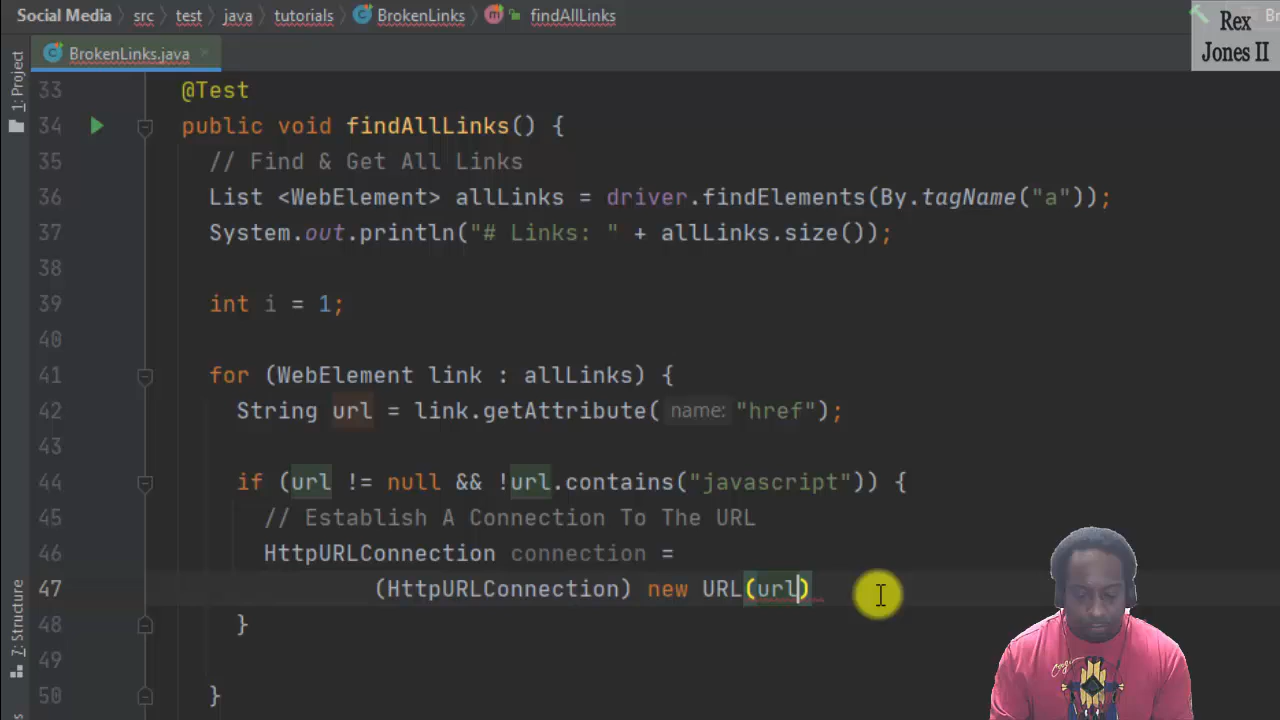 Social Media src test java tutorials BrokenLinks findAllLinks
Rex
Jones II
BrokenLinks.java
1: Project
7: Structure
33 @Test
34 public void findAllLinks() {
35 // Find & Get All Links
36 List <WebElement> allLinks = driver.findElements(By.tagName("a"));
37 System.out.println("# Links: " + allLinks.size());
38
39 int i = 1;
40
41 for (WebElement link : allLinks) {
42 String url = link.getAttribute( name: "href");
43
44 if (url != null && !url.contains("javascript")) {
45 // Establish A Connection To The URL
46 HttpURLConnection connection =
47 (HttpURLConnection) new URL(url)
48 }
49
50 }